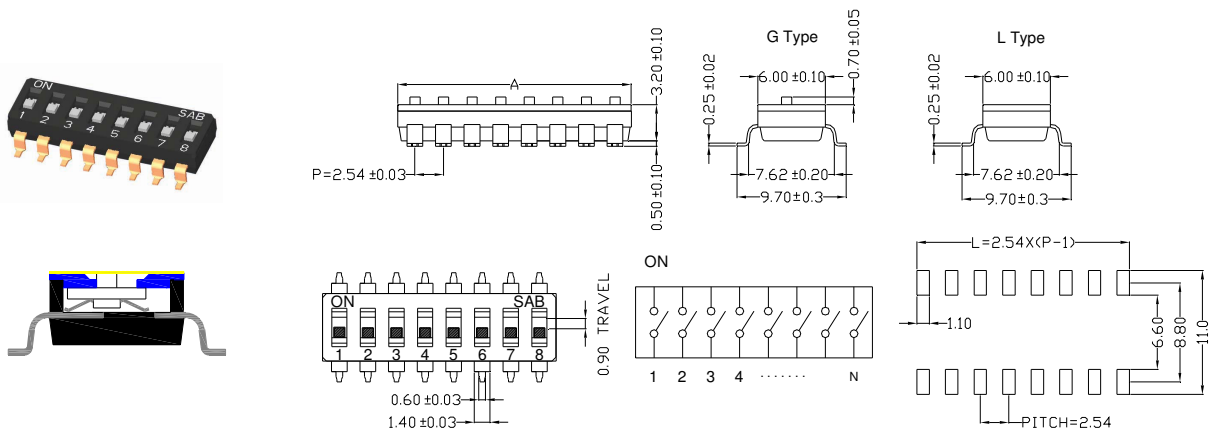 ON
SAB
1 2 3 4 5 6 7 8
A
3.20 ±0.10
P=2.54 ±0.03
0.50 ±0.10
G Type
0.70 ±0.05
6.00 ±0.10
0.25 ±0.02
7.62 ±0.20
9.70±0.3
L Type
6.00 ±0.10
0.25 ±0.02
7.62 ±0.20
9.70±0.3
ON
SAB
1 2 3 4 5 6 7 8
0.90 TRAVEL
0.60 ±0.03
1.40 ±0.03
ON
1 2 3 4 ······· N
L=2.54X(P-1)
1.10
6.60
8.80
11.0
PITCH=2.54